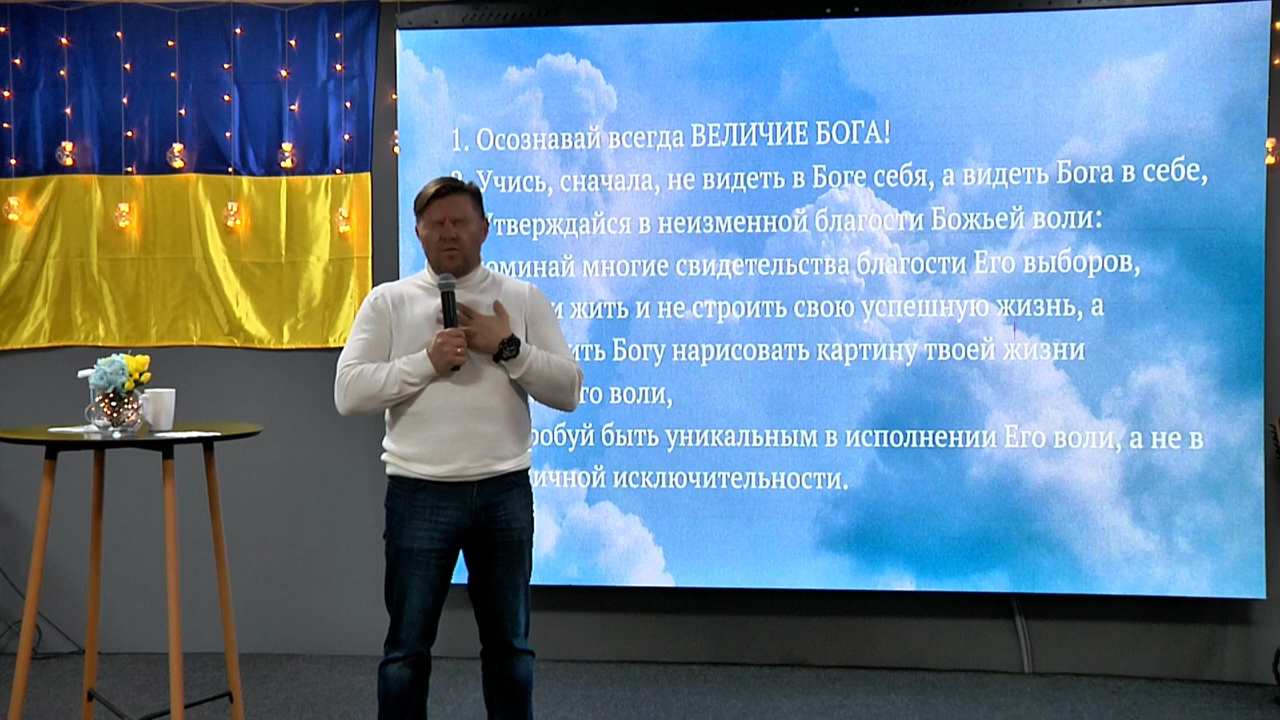 1. Осознавай всегда ВЕЛИЧИЕ БОГА!
Учись, сначала, не видеть в Боге себя, а видеть Бога в себе,
Утверждайся в неизменной благости Божьей воли:
многие свидетельства благости Его выборов,
жить и не строить свою успешную жизнь, а
Богу нарисовать картину твоей жизни
воли,
быть уникальным в исполнении Его воли, а не в
исключительности.